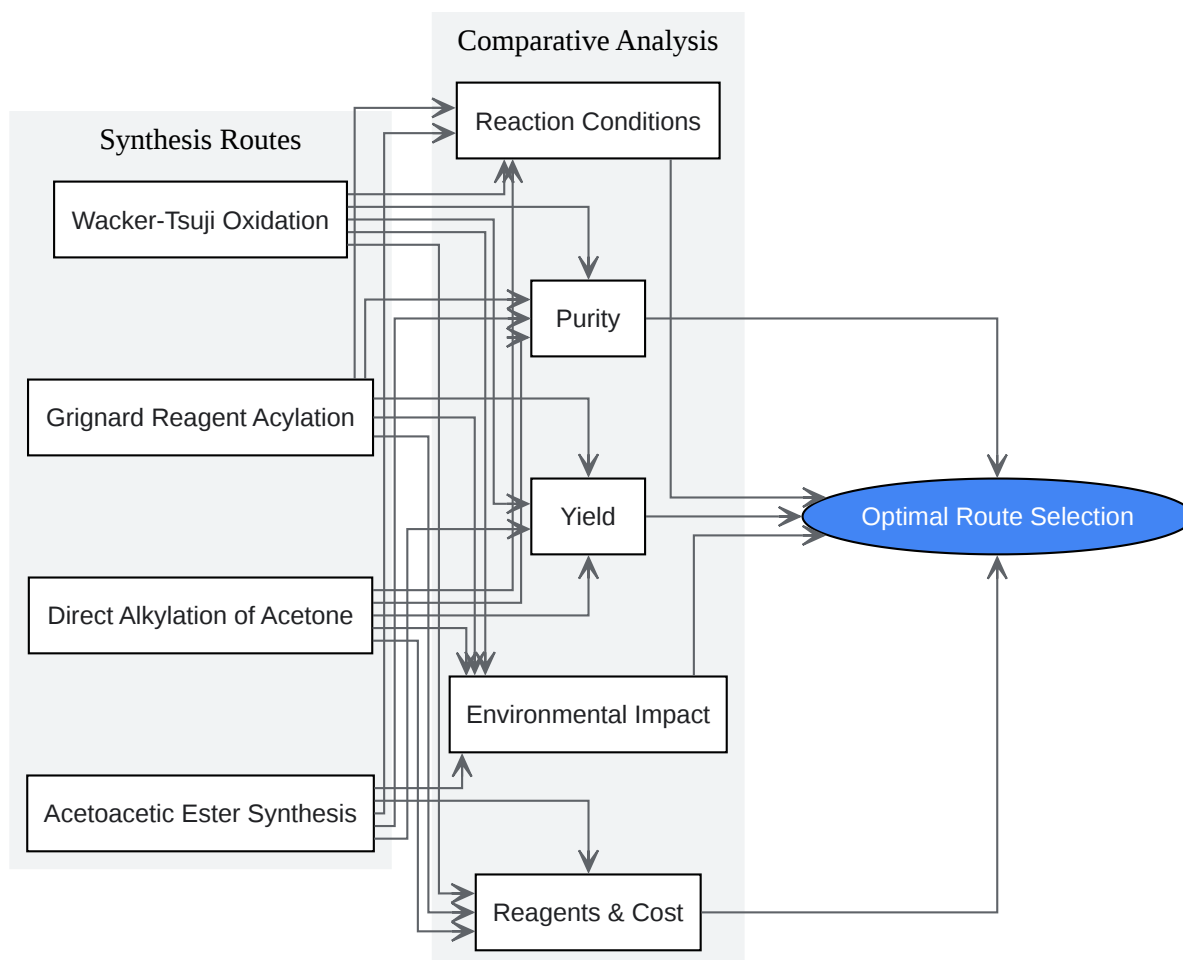 Synthesis Routes
Wacker-Tsuji Oxidation
Grignard Reagent Acylation
Direct Alkylation of Acetone
Acetoacetic Ester Synthesis
Comparative Analysis
Reaction Conditions
Purity
Yield
Environmental Impact
Reagents & Cost
Optimal Route Selection